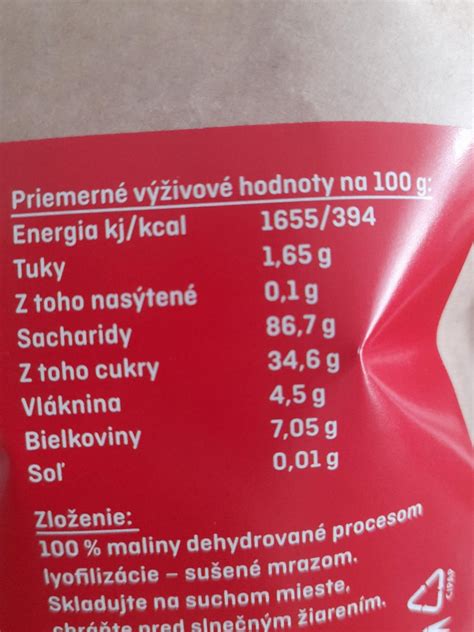 Priemerné výživové hodnoty na 100 g:
Energia kj/kcal 1655/394
Tuky 1,65 g
Z toho nasýtené 0,1 g
Sacharidy 86,7 g
Z toho cukry 34,6 g
Vláknina 4,5 g
Bielkoviny 7,05 g
Soľ 0,01 g
Zloženie:
100 % maliny dehydrované procesom
lyofilizácie – sušené mrazom.
Skladujte na suchom mieste,
chráňte pred slnečným žiarením.